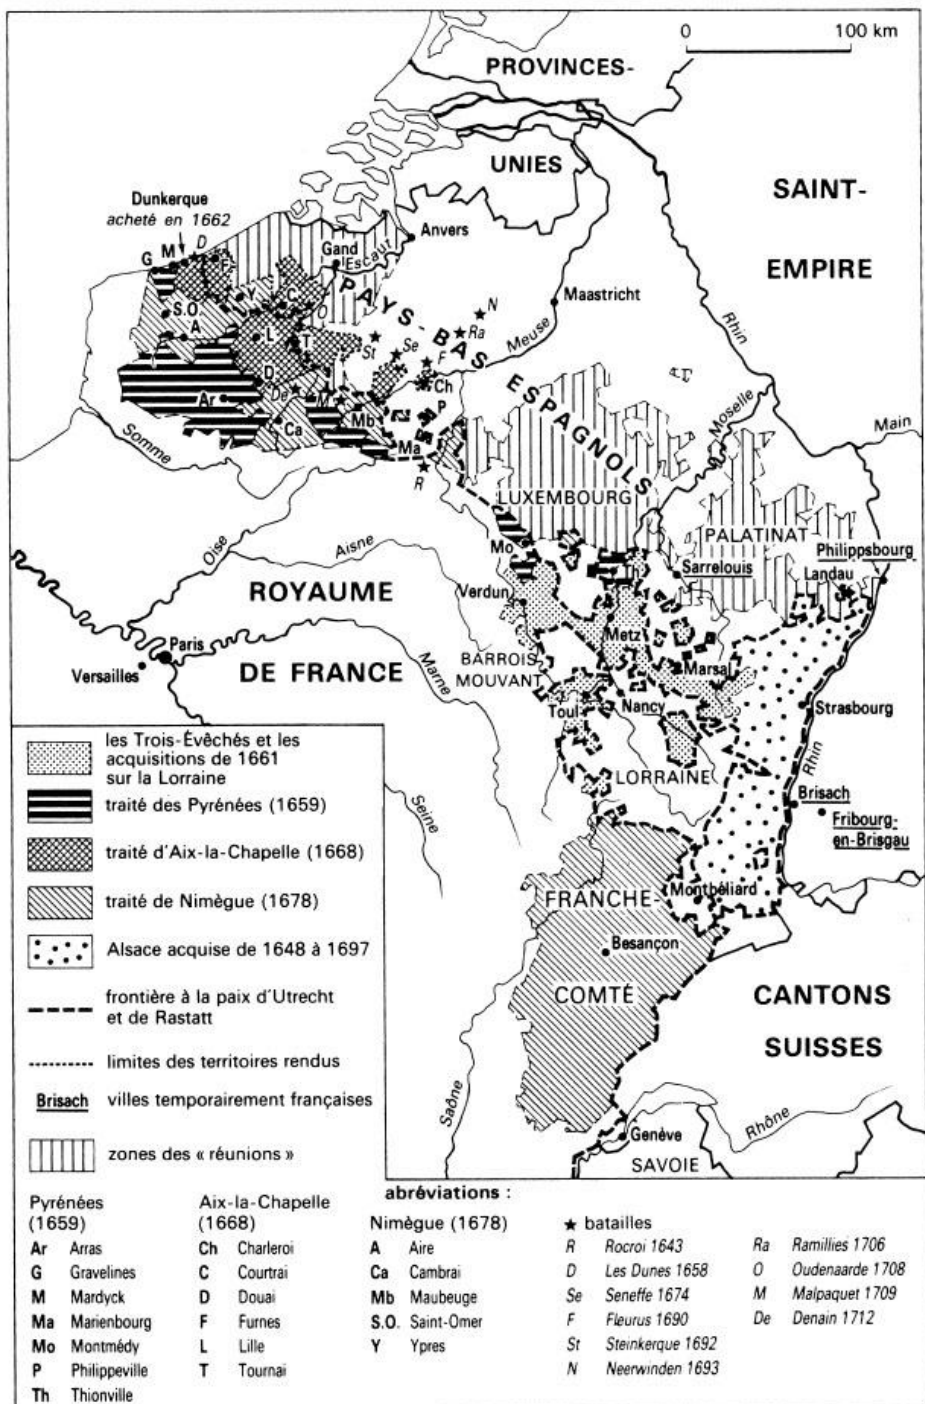 0 100 km
PROVINCES-
UNIES
SAINT-
EMPIRE
Dunkerque
acheté en 1662
D
G
M
F
Gand
Escaut
Anvers
PAYS-BAS ESPAGNOLS
Maastricht
Meuse
Rhin
S.O.
A
Y
C
O
L
T
D
De
M
St
Se
N
Ra
F
Ch
P
Ar
Ca
Mb
Ma
R
Somme
Moselle
Main
LUXEMBOURG
PALATINAT
Philippsbourg
Landau
Sarrelouis
Mo
Th
Oise
Aisne
Verdun
ROYAUME
DE FRANCE
Paris
Versailles
Marne
BARROIS
MOUVANT
Metz
Marsal
Toul
Nancy
Strasbourg
LORRAINE
Rhin
Brisach
Fribourg-
en-Brisgau
Seine
Montbéliard
FRANCHE-
COMTÉ
Besançon
CANTONS
SUISSES
Saône
Rhône
Genève
SAVOIE
les Trois-Évêchés et les
acquisitions de 1661
sur la Lorraine
traité des Pyrénées (1659)
traité d'Aix-la-Chapelle (1668)
traité de Nimègue (1678)
Alsace acquise de 1648 à 1697
frontière à la paix d'Utrecht
et de Rastatt
limites des territoires rendus
Brisach villes temporairement françaises
zones des « réunions »
abréviations :
Pyrénées
(1659)
Ar Arras
G Gravelines
M Mardyck
Ma Marienbourg
Mo Montmédy
P Philippeville
Th Thionville
Aix-la-Chapelle
(1668)
Ch Charleroi
C Courtrai
D Douai
F Furnes
L Lille
T Tournai
Nimègue (1678)
A Aire
Ca Cambrai
Mb Maubeuge
S.O. Saint-Omer
Y Ypres
★ batailles
R Rocroi 1643
D Les Dunes 1658
Se Seneffe 1674
F Fleurus 1690
St Steinkerque 1692
N Neerwinden 1693
Ra Ramillies 1706
O Oudenaarde 1708
M Malpaquet 1709
De Denain 1712